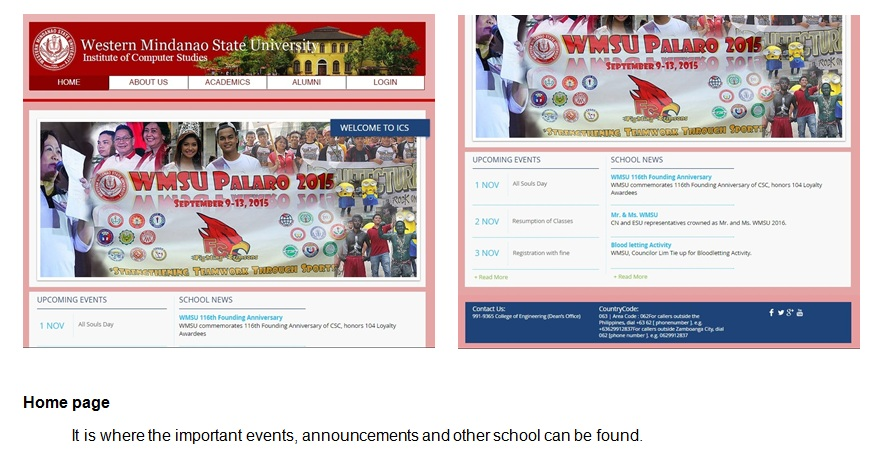 Western Mindanao State University
Institute of Computer Studies
HOME ABOUT US ACADEMICS ALUMNI LOGIN
WELCOME TO ICS
WMSU PALARO 2015
SEPTEMBER 9-13, 2015
STRENGTHENING TEAMWORK THROUGH SPORT
UPCOMING EVENTS
1 NOV All Souls Day
SCHOOL NEWS
WMSU 116th Founding Anniversary
WMSU commemorates 116th Founding Anniversary of CSC, honors 104 Loyalty
Awardees
WMSU PALARO 2015
SEPTEMBER 9-13, 2015
STRENGTHENING TEAMWORK THROUGH SPORT
UPCOMING EVENTS
1 NOV All Souls Day
2 NOV Resumption of Classes
3 NOV Registration with fine
+ Read More
SCHOOL NEWS
WMSU 116th Founding Anniversary
WMSU commemorates 116th Founding Anniversary of CSC, honors 104 Loyalty
Awardees
Mr. & Ms. WMSU
CN and ESU representatives crowned as Mr. and Ms. WMSU 2016.
Blood letting Activity
WMSU, Councilor Lim Tie up for Bloodletting Activity.
+ Read More
Contact Us:
991-9365 College of Engineering (Dean's Office)
CountryCode:
063 | Area Code : 062For callers outside the
Philippines, dial +63 62 [ phonenumber ]. e.g.
+63629912837For callers outside Zamboanga City, dial
062 [phone number ]. e.g. 0629912837
Home page
It is where the important events, announcements and other school can be found.